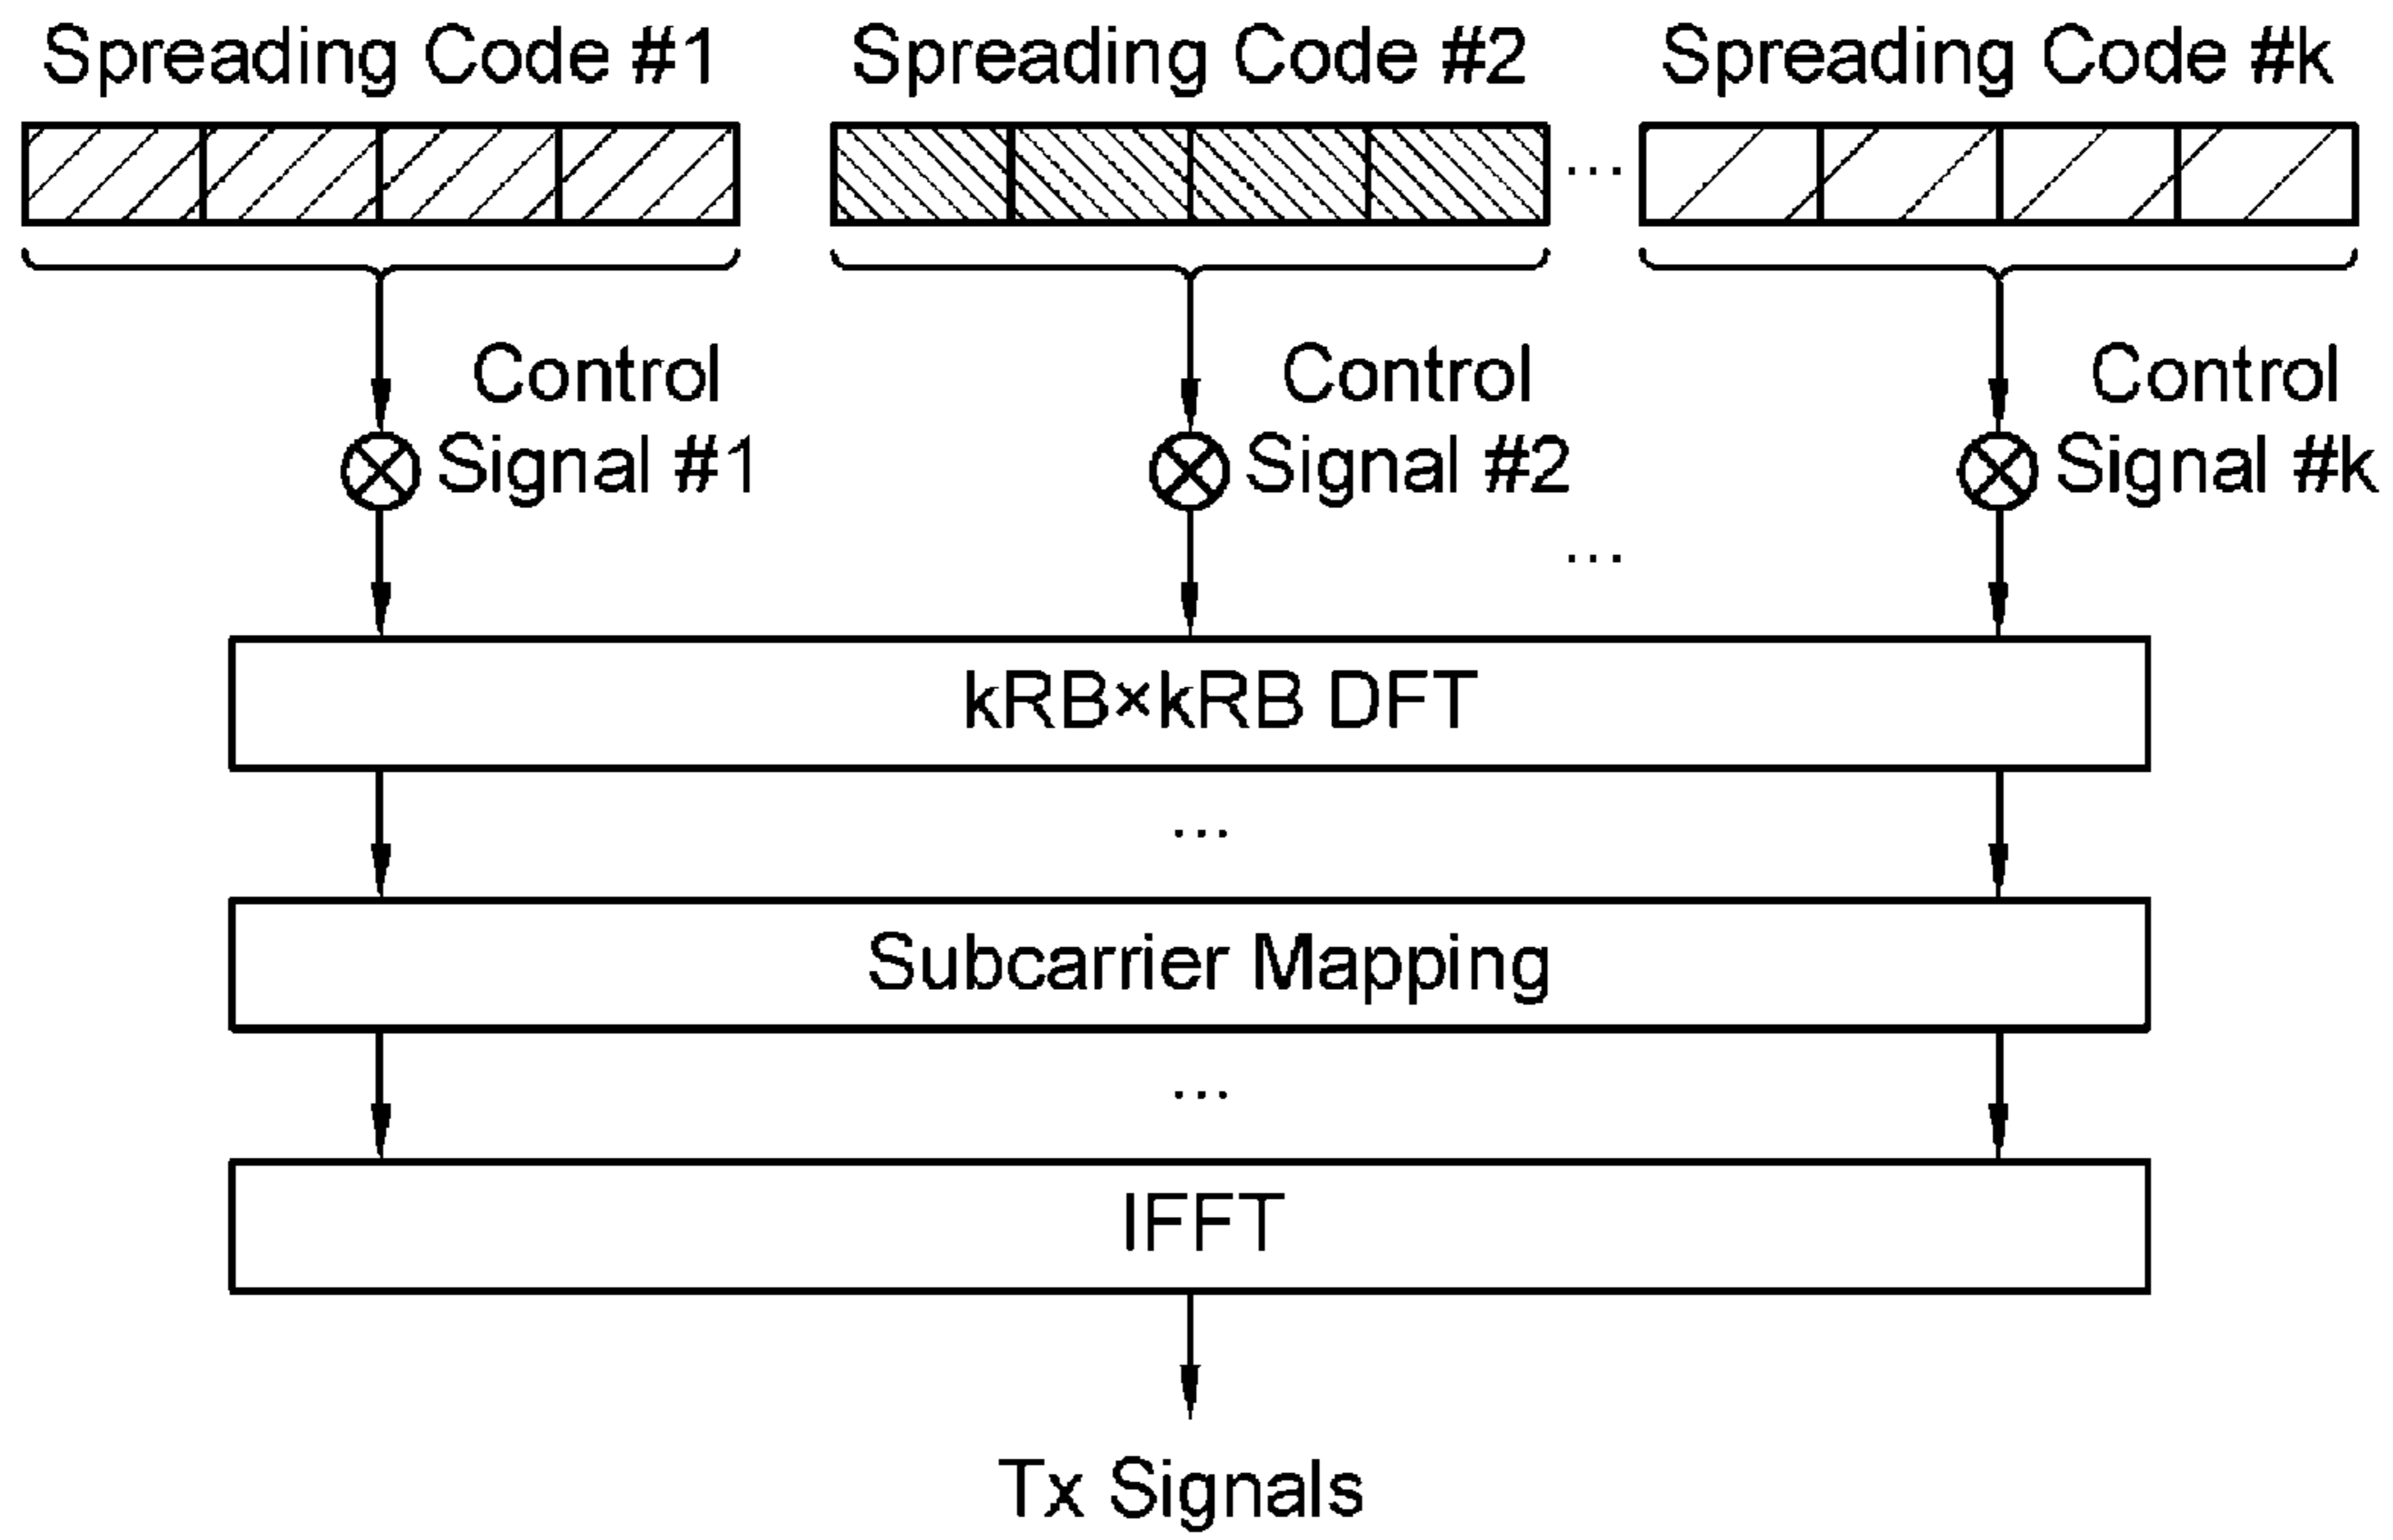 Spreading Code #1 Spreading Code #2 Spreading Code #k
...
Control Control Control
Signal #1 Signal #2 Signal #k
...
kRB×kRB DFT
...
Subcarrier Mapping
...
IFFT
Tx Signals